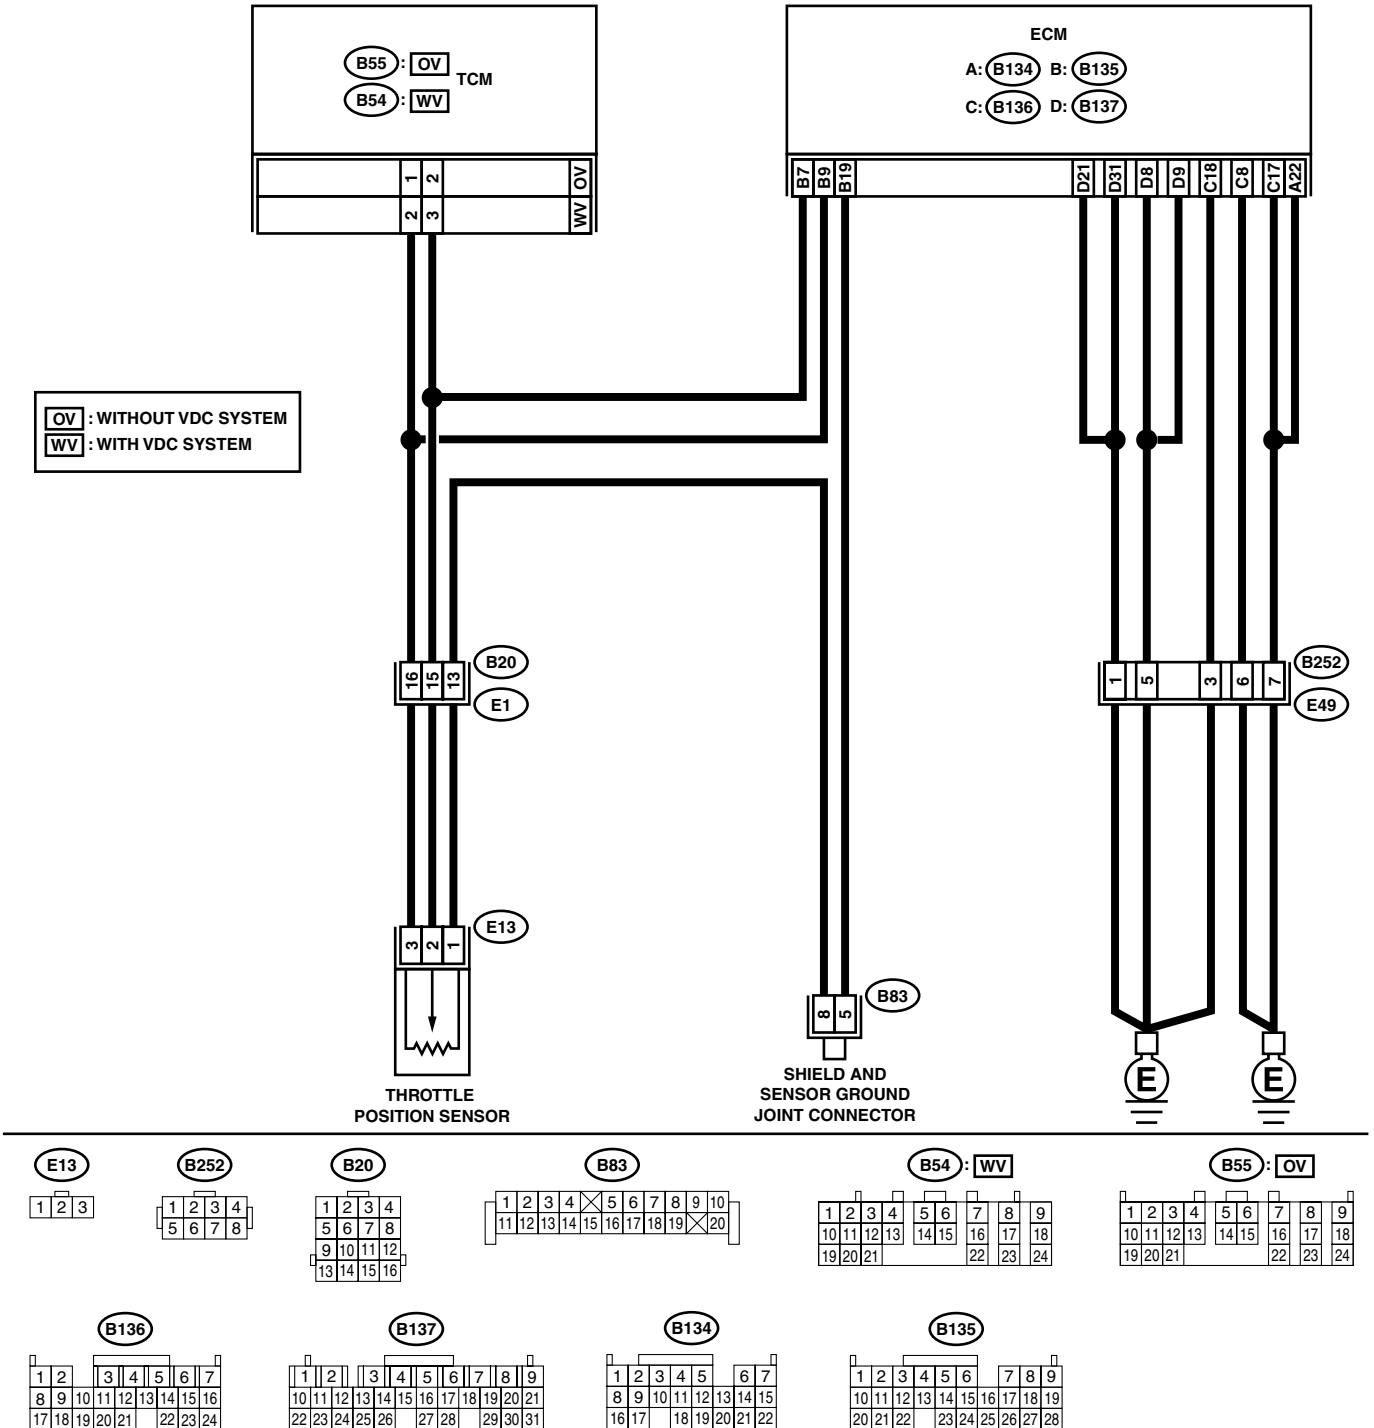 ECM
B55 : OV
TCM
B54 : WV
A: B134 B: B135
C: B136 D: B137
1 2 OV
2 3 WV
B7 B9 B19 D21 D31 D8 D9 C18 C8 C17 A22
OV : WITHOUT VDC SYSTEM
WV : WITH VDC SYSTEM
16 15 13
B20
E1
1 5 3 6 7
B252
E49
3 2 1
E13
8 5
B83
THROTTLE
POSITION SENSOR
SHIELD AND
SENSOR GROUND
JOINT CONNECTOR
E
E
E13
1 2 3
B252
1 2 3 4
5 6 7 8
B20
1 2 3 4
5 6 7 8
9 10 11 12
13 14 15 16
B83
1 2 3 4 5 6 7 8 9 10
11 12 13 14 15 16 17 18 19 20
B54 : WV
1 2 3 4 5 6 7 8 9
10 11 12 13 14 15 16 17 18
19 20 21 22 23 24
B55 : OV
1 2 3 4 5 6 7 8 9
10 11 12 13 14 15 16 17 18
19 20 21 22 23 24
B136
1 2 3 4 5 6 7
8 9 10 11 12 13 14 15 16
17 18 19 20 21 22 23 24
B137
1 2 3 4 5 6 7 8 9
10 11 12 13 14 15 16 17 18 19 20 21
22 23 24 25 26 27 28 29 30 31
B134
1 2 3 4 5 6 7
8 9 10 11 12 13 14 15
16 17 18 19 20 21 22
B135
1 2 3 4 5 6 7 8 9
10 11 12 13 14 15 16 17 18 19
20 21 22 23 24 25 26 27 28